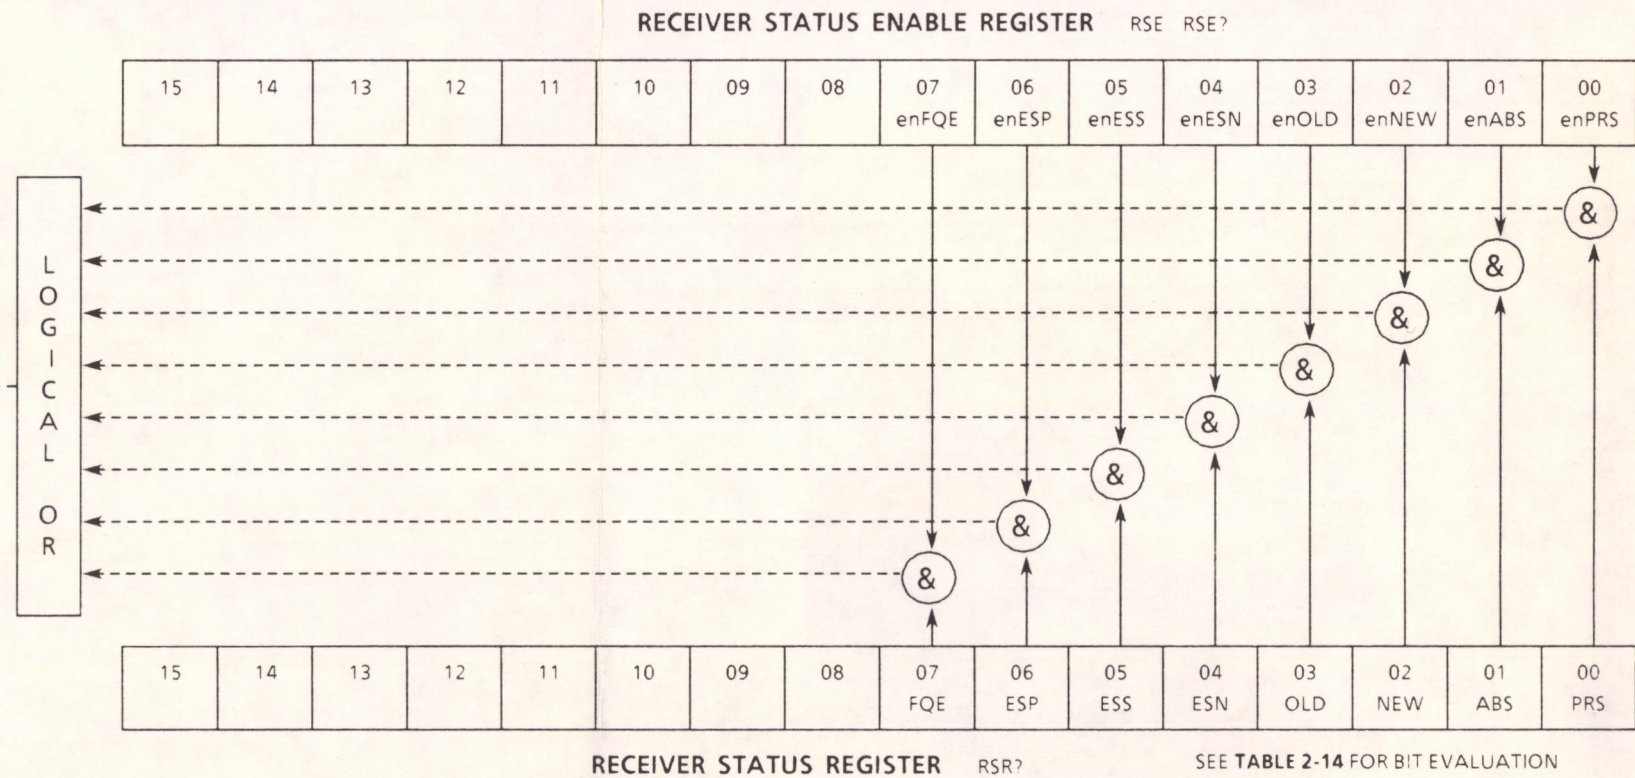 RECEIVER STATUS ENABLE REGISTER RSE RSE?
15 14 13 12 11 10 09 08 07 06 05 04 03 02 01 00
enFQE enESP enESS enESN enOLD enNEW enABS enPRS
&
&
&
&
&
&
&
&
LOGICAL OR
15 14 13 12 11 10 09 08 07 06 05 04 03 02 01 00
FQE ESP ESS ESN OLD NEW ABS PRS
RECEIVER STATUS REGISTER RSR?
SEE TABLE 2-14 FOR BIT EVALUATION